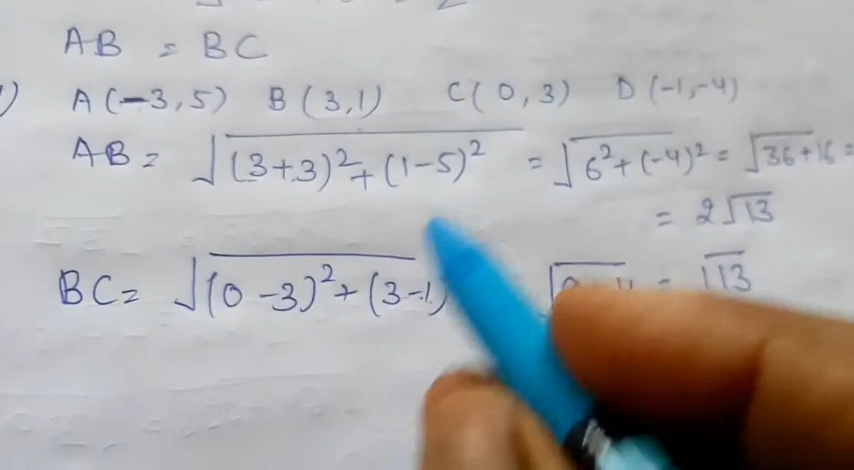 AB = BC
A(-3,5) B(3,1) C(0,3) D(-1,-4)
AB = √(3+3)²+(1-5)² = √6²+(-4)² = √36+16 =
= 2√13
BC = √(0-3)²+(3-1) = √13